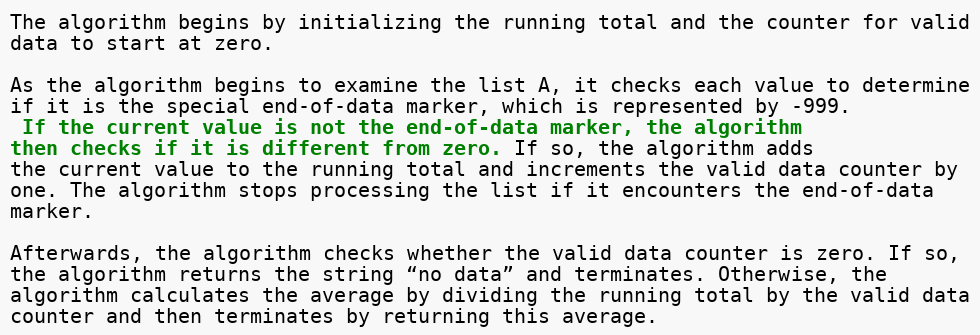 The algorithm begins by initializing the running total and the counter for valid
data to start at zero.
As the algorithm begins to examine the list A, it checks each value to determine
if it is the special end-of-data marker, which is represented by -999.
If the current value is not the end-of-data marker, the algorithm
then checks if it is different from zero. If so, the algorithm adds
the current value to the running total and increments the valid data counter by
one. The algorithm stops processing the list if it encounters the end-of-data
marker.
Afterwards, the algorithm checks whether the valid data counter is zero. If so,
the algorithm returns the string “no data” and terminates. Otherwise, the
algorithm calculates the average by dividing the running total by the valid data
counter and then terminates by returning this average.